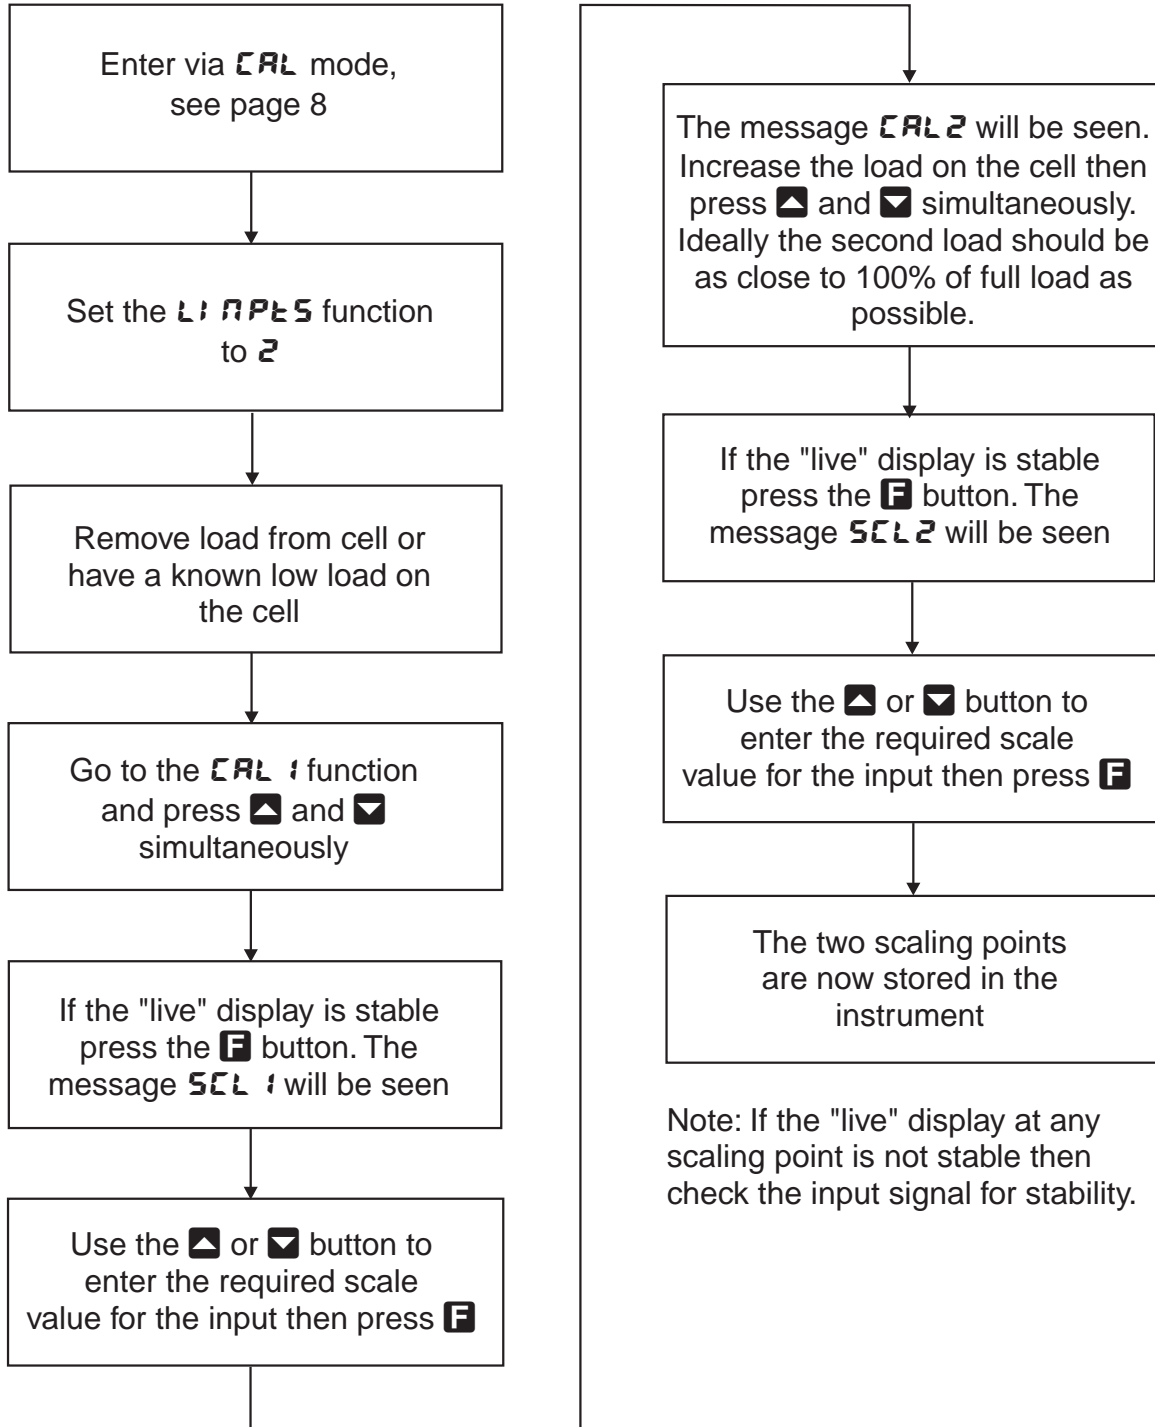 Enter via CAL mode,
see page 8
Set the LINPtS function
to 2
Remove load from cell or
have a known low load on
the cell
Go to the CAL 1 function
and press ▲ and ▼
simultaneously
If the "live" display is stable
press the F button. The
message SCL 1 will be seen
Use the ▲ or ▼ button to
enter the required scale
value for the input then press F
The message CAL2 will be seen.
Increase the load on the cell then
press ▲ and ▼ simultaneously.
Ideally the second load should be
as close to 100% of full load as
possible.
If the "live" display is stable
press the F button. The
message SCL2 will be seen
Use the ▲ or ▼ button to
enter the required scale
value for the input then press F
The two scaling points
are now stored in the
instrument
Note: If the "live" display at any
scaling point is not stable then
check the input signal for stability.